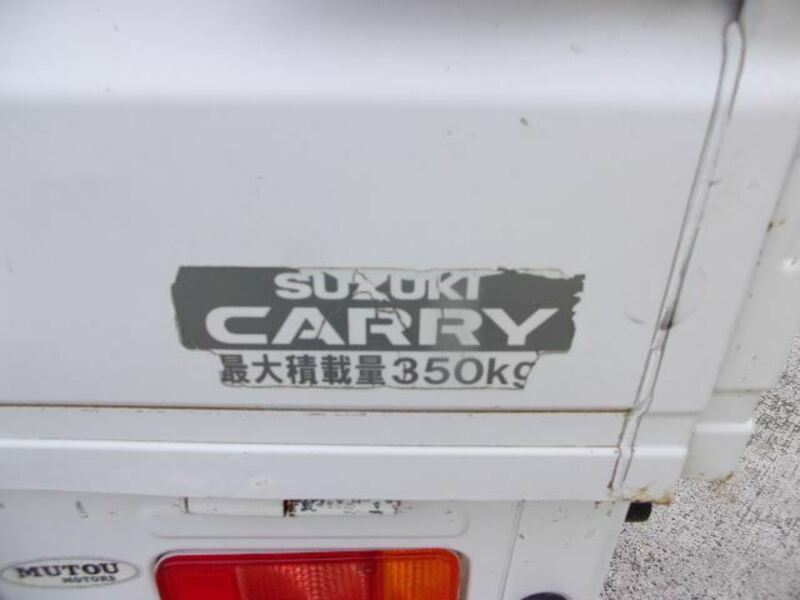 SUZUKI
CARRY
最大積載量350kg
MUTOU
MOTORS